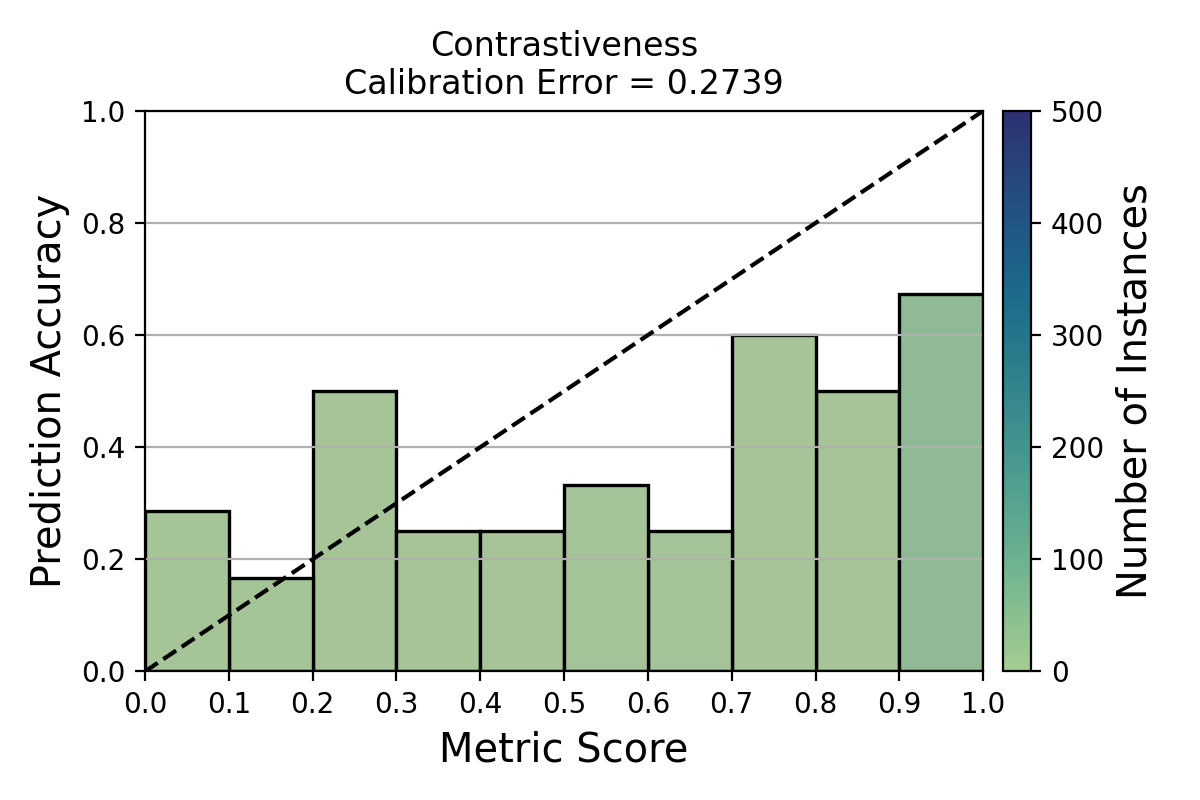 Contrastiveness
Calibration Error = 0.2739
Prediction Accuracy
1.0
0.8
0.6
0.4
0.2
0.0
0.0 0.1 0.2 0.3 0.4 0.5 0.6 0.7 0.8 0.9 1.0
Metric Score
500
400
300
200
100
0
Number of Instances